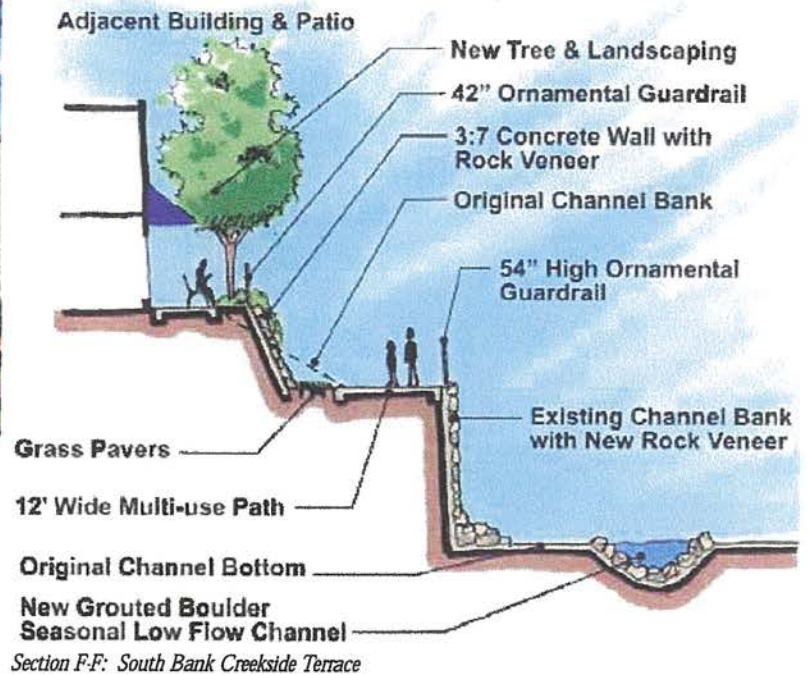 Adjacent Building & Patio
New Tree & Landscaping
42" Ornamental Guardrail
3:7 Concrete Wall with
Rock Veneer
Original Channel Bank
54" High Ornamental
Guardrail
Existing Channel Bank
with New Rock Veneer
Grass Pavers
12' Wide Multi-use Path
Original Channel Bottom
New Grouted Boulder
Seasonal Low Flow Channel
Section F-F: South Bank Creekside Terrace